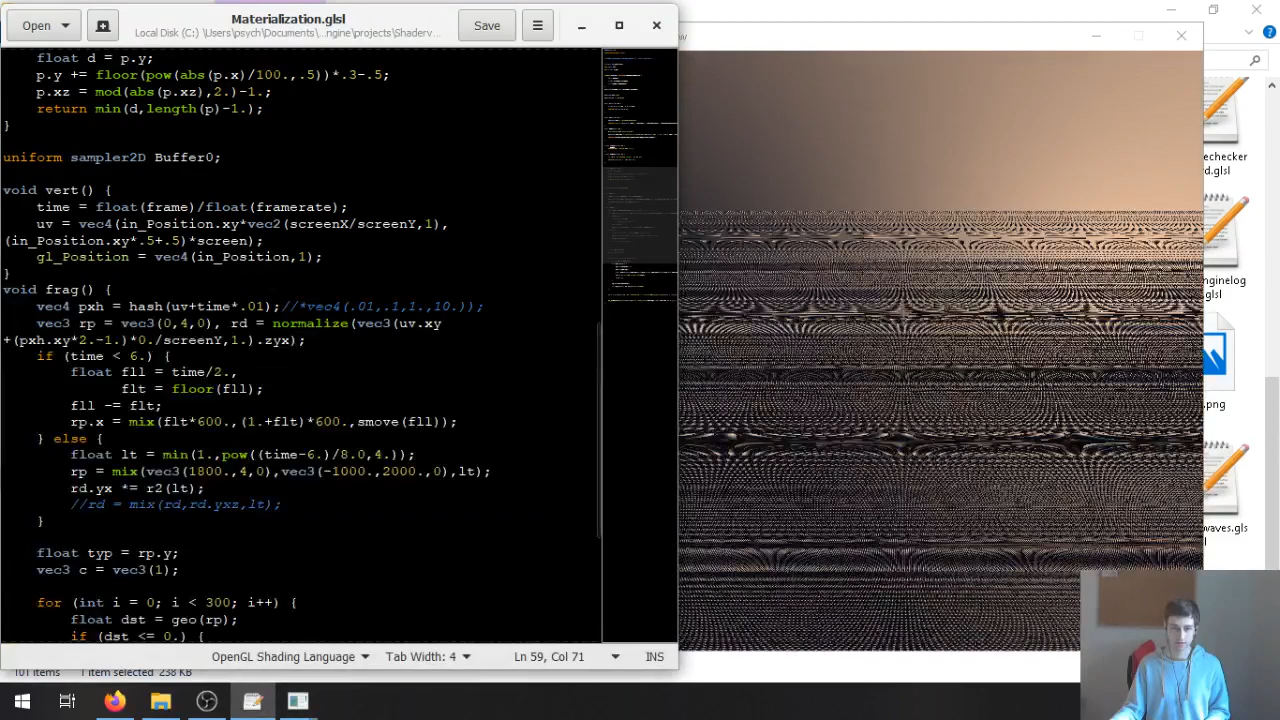 Open
Materialization.glsl
Local Disk (C:) \Users\psych\Documents\...ngine\projects\Shaderv...
Save
float d = p.y;
p.y += floor(pow(abs(p.x)/100.,.5))*.3-.5;
p.xz = mod(abs(p.xz),2.)-1.;
return min(d,length(p)-1.);
}
uniform sampler2D Buffer0;
void vert() {
time = float(frame)/float(framerate);
uv = vec4(in_Position.xy*vec2(screenX/screenY,1),
(in_Position.xy*.5+.5)*screen);
gl_Position = vec4(in_Position,1);
}
void frag() {
vec4 pxh = hash(uv+time*.01);//*vec4(.01,.1,1.,10.));
vec3 rp = vec3(0,4,0), rd = normalize(vec3(uv.xy
+(pxh.xy*2.-1.)*0./screenY,1.).zyx);
if (time < 6.) {
float fll = time/2.,
flt = floor(fll);
fll -= flt;
rp.x = mix(flt*600.,(1.+flt)*600.,smove(fll));
} else {
float lt = min(1.,pow((time-6.)/8.0,4.));
rp = mix(vec3(1800.,4,0),vec3(-1000.,2000.,0),lt);
rd.yx *= r2(lt);
//rd = mix(rd,rd.yxz,lt);
}
float typ = rp.y;
vec3 c = vec3(1);
for (int i = 0; i < 300; i++) {
float dst = geo(rp);
if (dst <= 0.) {
OpenGL Shading Language
Tab Width: 4
Ln 59, Col 71
INS
101 items
1 item selected 238 KB
echecker
d.glsl
nginelog
glsl
.png
waves.gls
l